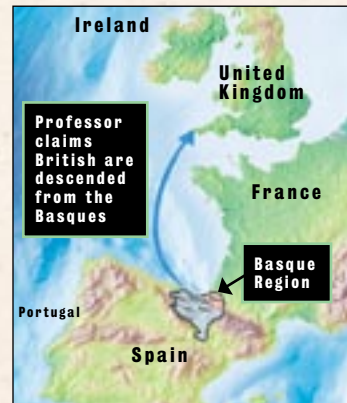 Ireland
United
Kingdom
Professor
claims
British are
descended
from the
Basques
France
Basque
Region
Portugal
Spain